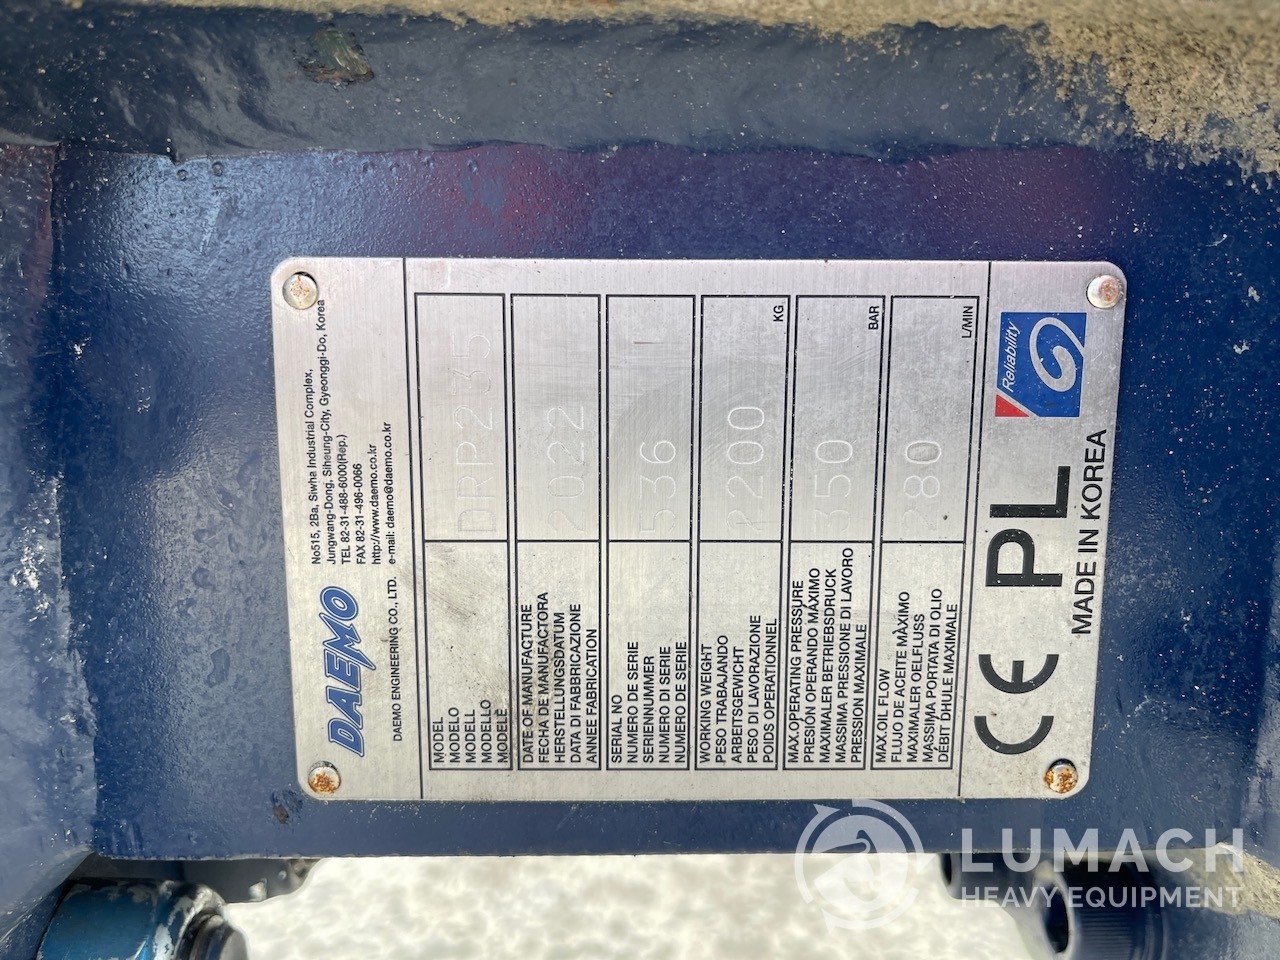 DAEMO
DAEMO ENGINEERING CO., LTD.
No515, 2Ba, Siwha Industrial Complex,
Jungwang-Dong, Siheung-City, Gyeonggi-Do, Korea
TEL 82-31-488-6000(Rep.)
FAX 82-31-496-0066
http://www.daemo.co.kr
e-mail: daemo@daemo.co.kr
MODEL
MODELO
MODELL
MODELLO
MODELE
DRP235
DATE OF MANUFACTURE
FECHA DE MANUFACTORA
HERSTELLUNGSDATUM
DATA DI FABBRICAZIONE
ANNEE FABRICATION
2022
SERIAL NO
NUMERO DE SERIE
SERIENNUMMER
NUMERO DI SERIE
NUMERO DE SERIE
536
WORKING WEIGHT
PESO TRABAJANDO
ARBEITSGEWICHT
PESO DI LAVORAZIONE
POIDS OPERATIONNEL
KG
MAX.OPERATING PRESSURE
PRESIÓN OPERANDO MÁXIMO
MAXIMALER BETRIEBSDRUCK
MASSIMA PRESSIONE DI LAVORO
PRESSION MAXIMALE
BAR
MAX.OIL FLOW
FLUJO DE ACEITE MÁXIMO
MAXIMALER OELFLUSS
MASSIMA PORTATA DI OLIO
DÉBIT DHULE MAXIMALE
280
L/MIN
CE PL
MADE IN KOREA
Reliability
LUMACH
HEAVY EQUIPMENT